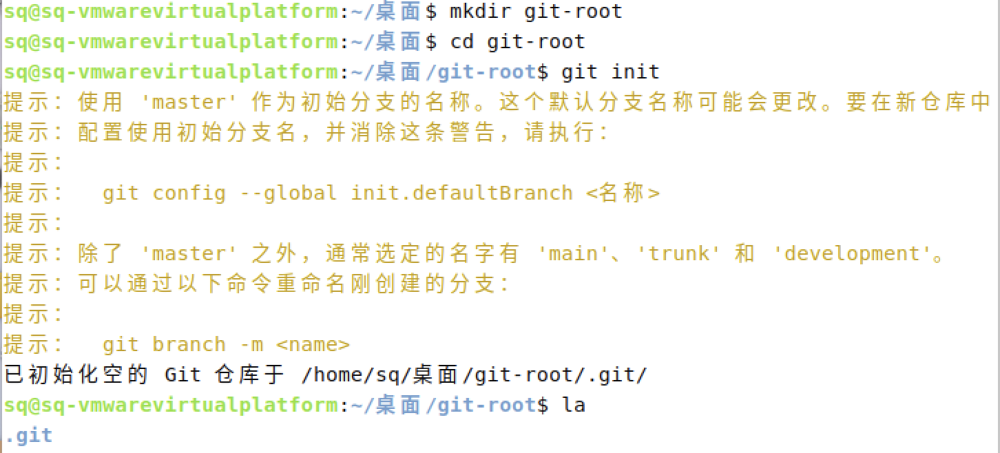 sq@sq-vmwarevirtualplatform:~/桌面$ mkdir git-root
sq@sq-vmwarevirtualplatform:~/桌面$ cd git-root
sq@sq-vmwarevirtualplatform:~/桌面/git-root$ git init
提示：使用 'master' 作为初始分支的名称。这个默认分支名称可能会更改。要在新仓库中
提示：配置使用初始分支名，并消除这条警告，请执行：
提示：
提示：  git config --global init.defaultBranch <名称>
提示：
提示：除了 'master' 之外，通常选定的名字有 'main'、'trunk' 和 'development'。
提示：可以通过以下命令重命名刚创建的分支：
提示：
提示：  git branch -m <name>
已初始化空的 Git 仓库于 /home/sq/桌面/git-root/.git/
sq@sq-vmwarevirtualplatform:~/桌面/git-root$ la
.git